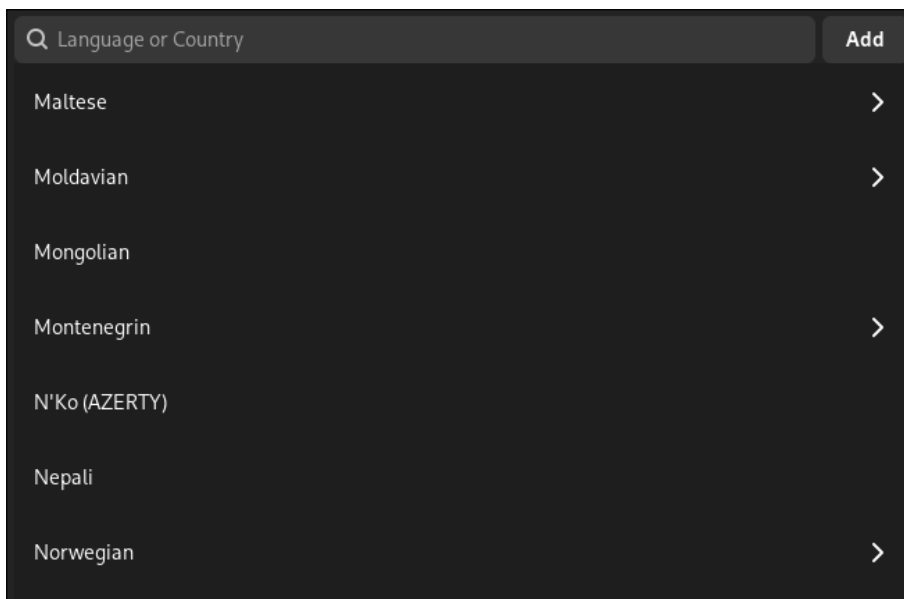 Language or Country
Add
Maltese
Moldavian
Mongolian
Montenegrin
N'Ko (AZERTY)
Nepali
Norwegian